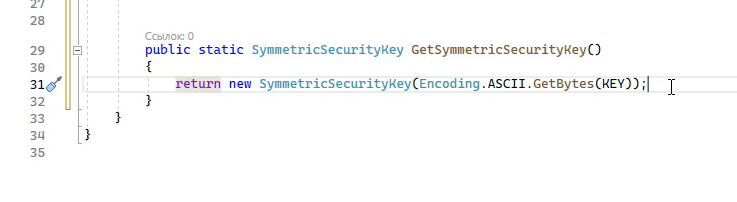 27
28
Ссылок: 0
29 public static SymmetricSecurityKey GetSymmetricSecurityKey()
30 {
31 return new SymmetricSecurityKey(Encoding.ASCII.GetBytes(KEY));
32 }
33 }
34 }
35